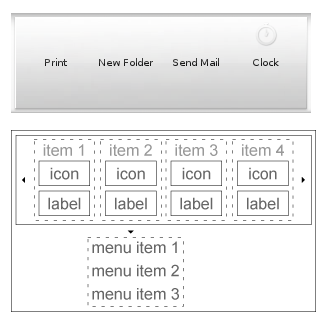 Print New Folder Send Mail Clock
item 1 item 2 item 3 item 4
icon icon icon icon
label label label label
menu item 1
menu item 2
menu item 3